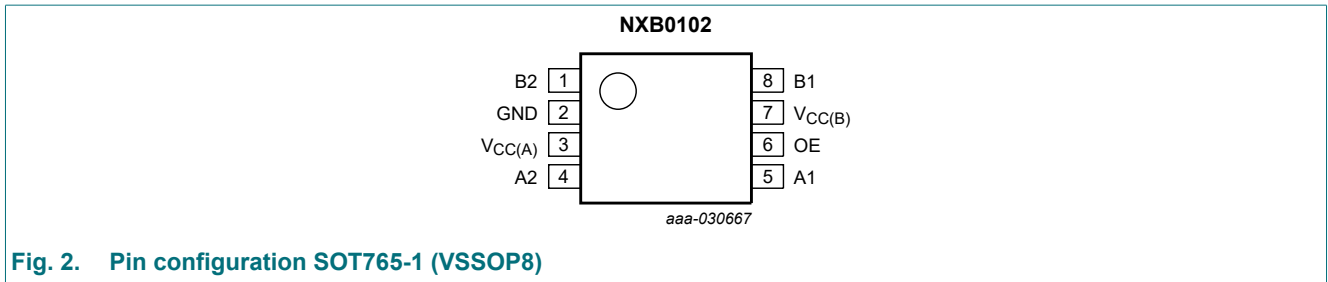 NXB0102
B2 1 8 B1
GND 2 7 VCC(B)
VCC(A) 3 6 OE
A2 4 5 A1
aaa-030667
Fig. 2. Pin configuration SOT765-1 (VSSOP8)